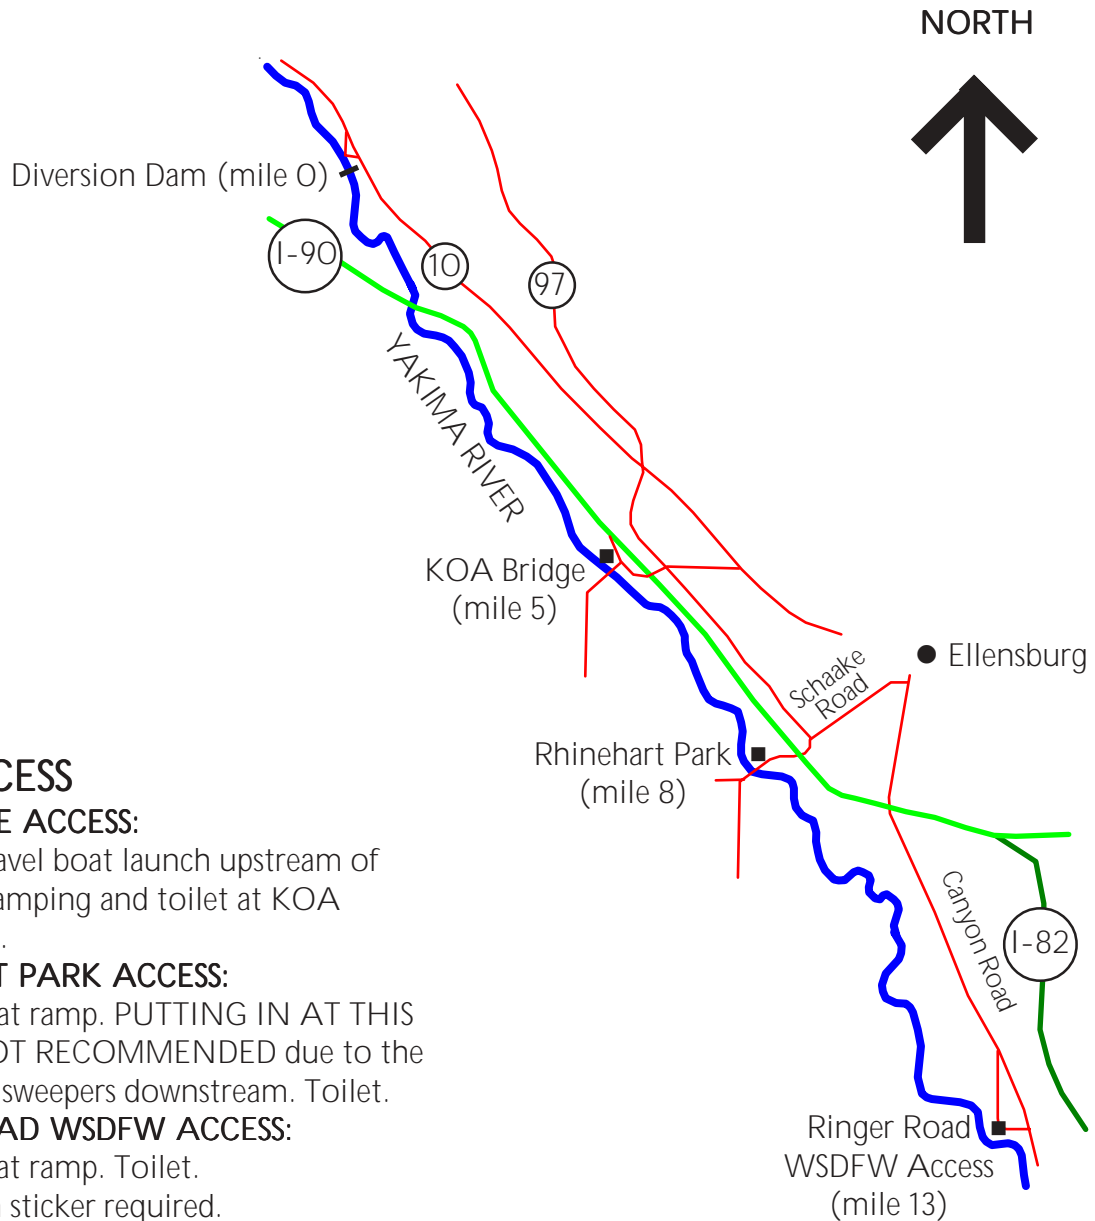 NORTH
Diversion Dam (mile 0)
I-90
10
97
YAKIMA RIVER
KOA Bridge
(mile 5)
Ellensburg
Schaake
Road
Rhinehart Park
(mile 8)
Canyon Road
I-82
Ringer Road
WSDFW Access
(mile 13)
CESS
E ACCESS:
avel boat launch upstream of
amping and toilet at KOA
.
T PARK ACCESS:
at ramp. PUTTING IN AT THIS
OT RECOMMENDED due to the
sweepers downstream. Toilet.
AD WSDFW ACCESS:
at ramp. Toilet.
sticker required.